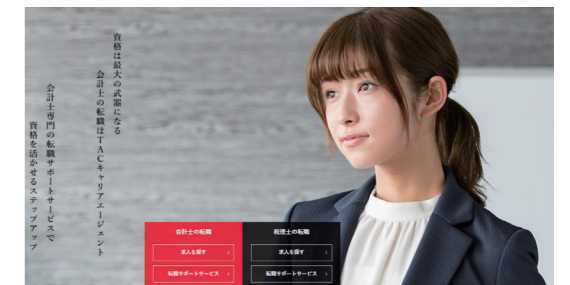 資格は最大の武器になる
会計士の転職はTACキャリアエージェント
会計士専門の転職サポートサービスで
資格を活かせるステップアップ
会計士の転職
求人を探す
転職サポートサービス
税理士の転職
求人を探す
転職サポートサービス